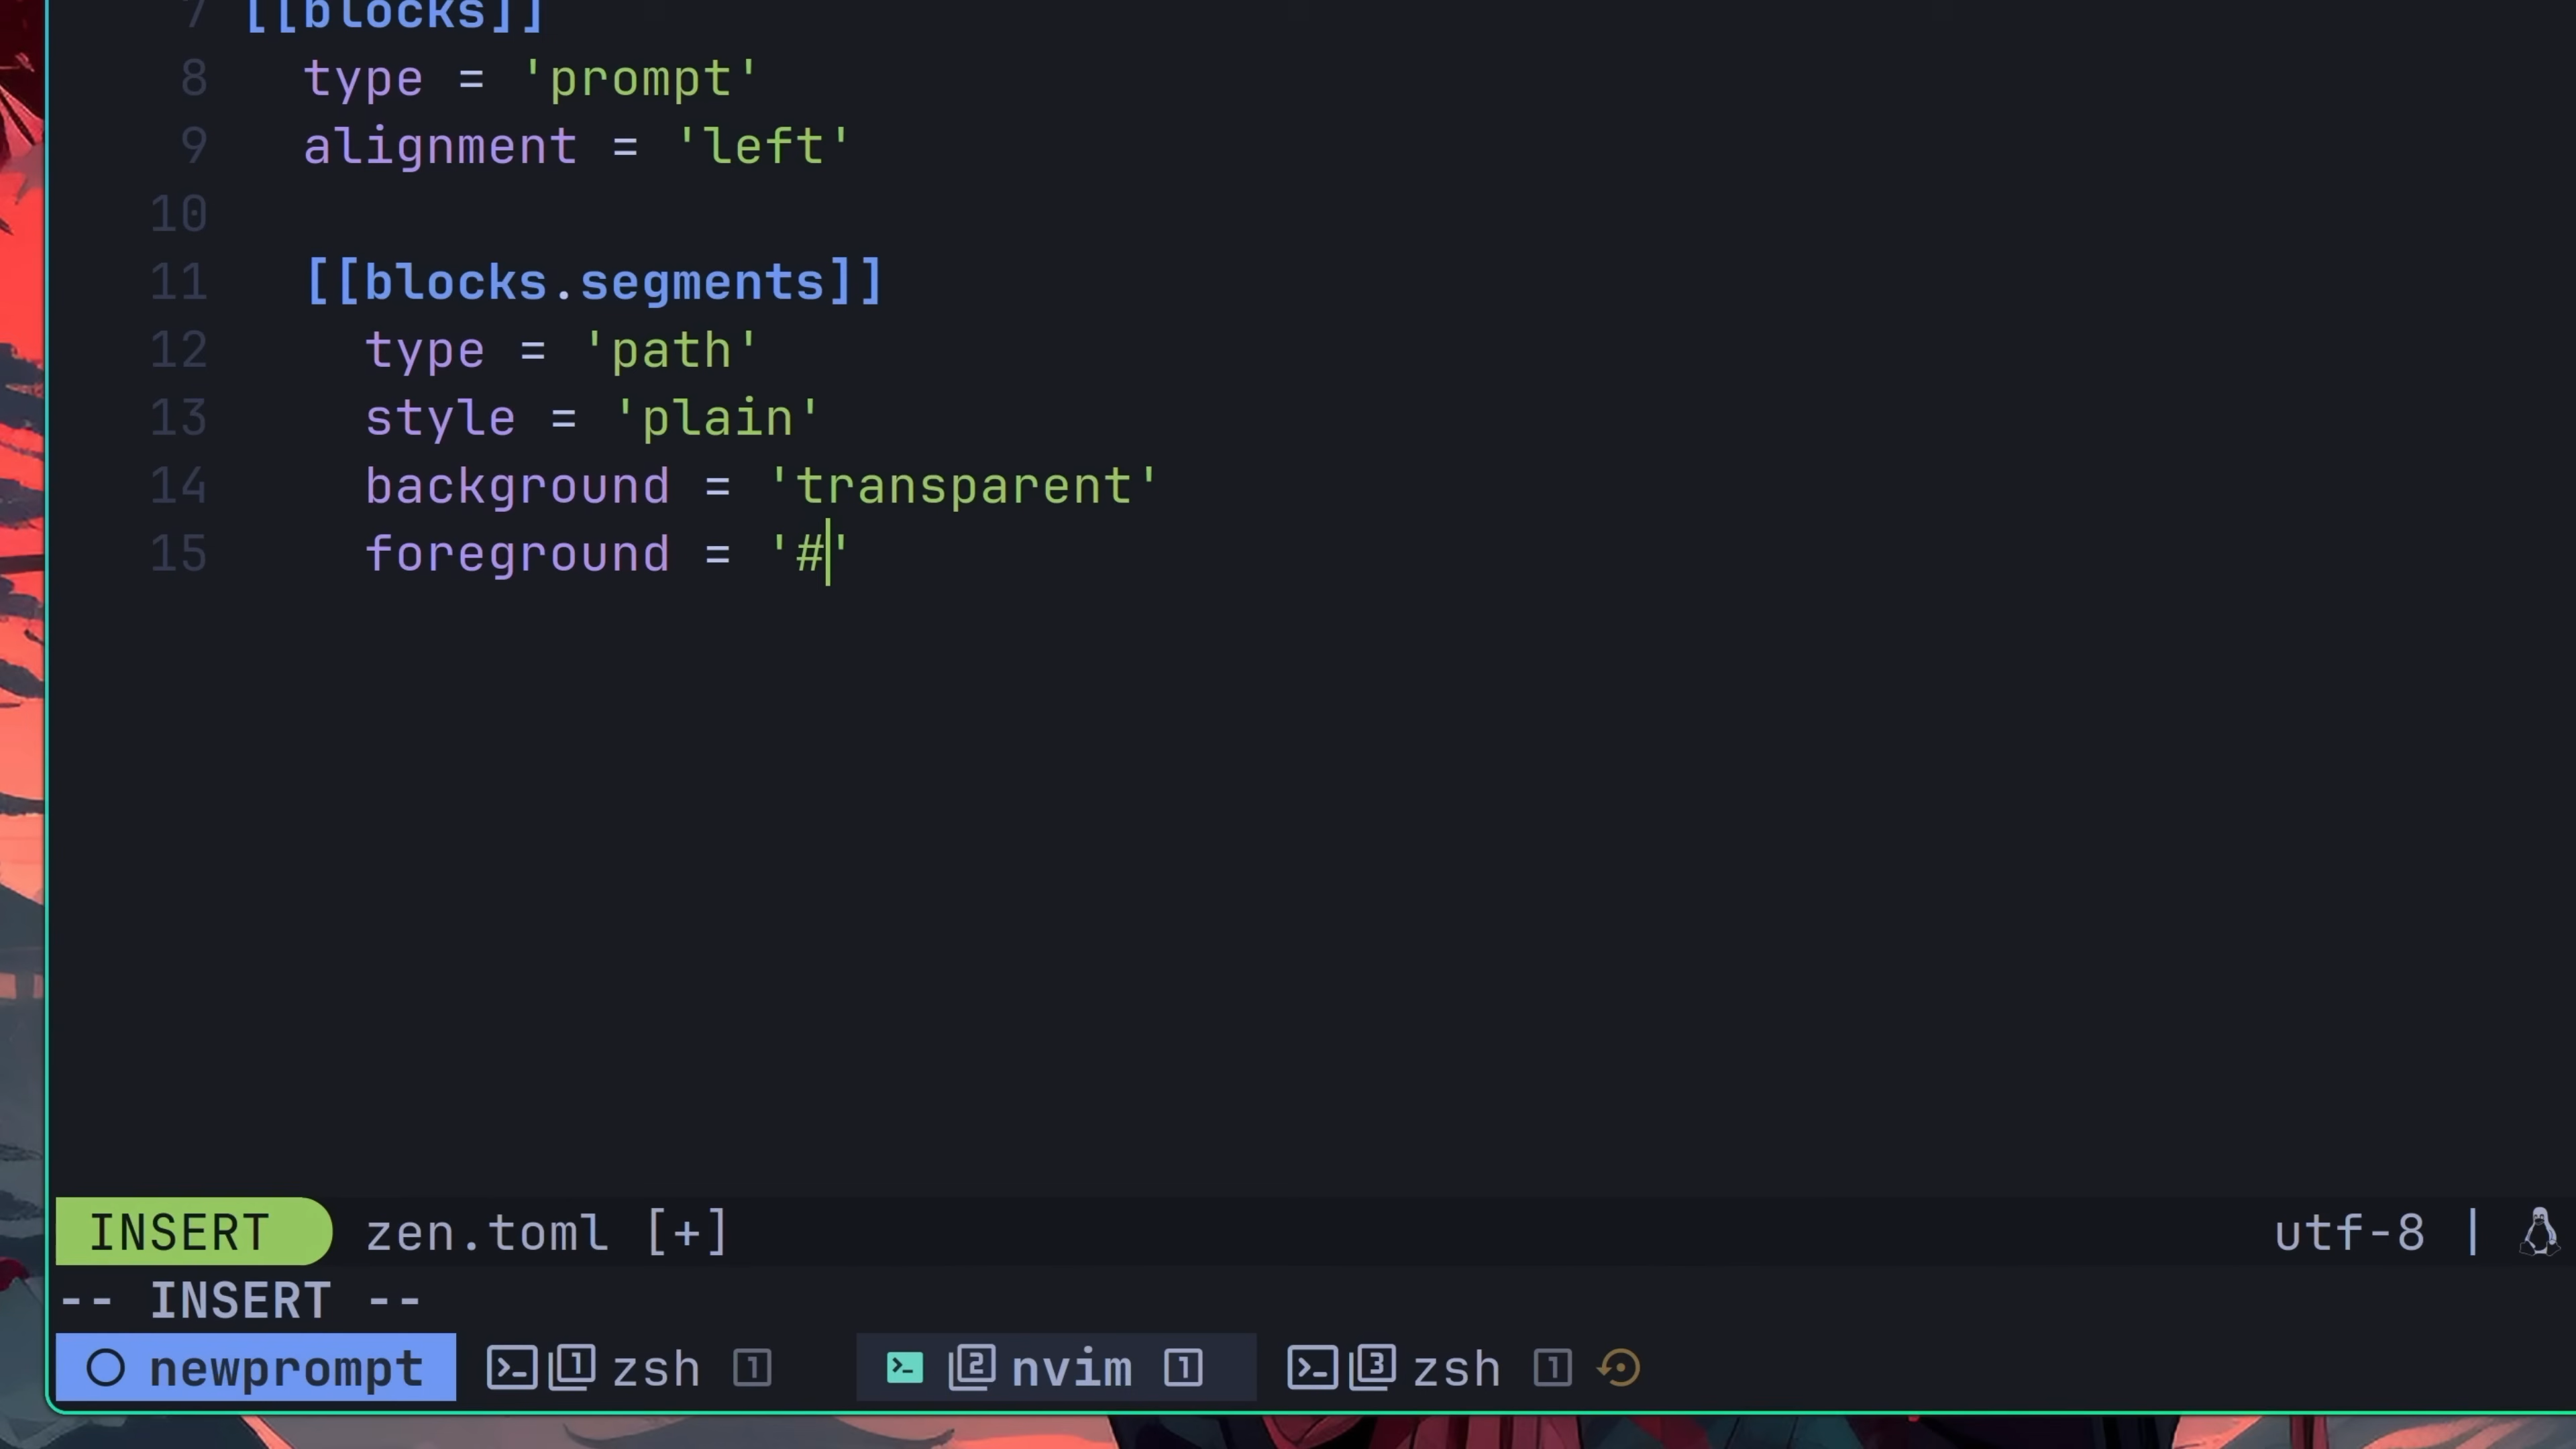 7 [[blocks]]
8 type = 'prompt'
9 alignment = 'left'
10
11 [[blocks.segments]]
12 type = 'path'
13 style = 'plain'
14 background = 'transparent'
15 foreground = '#'
INSERT zen.toml [+] utf-8 |
-- INSERT --
newprompt 1 zsh 1 2 nvim 1 3 zsh 1